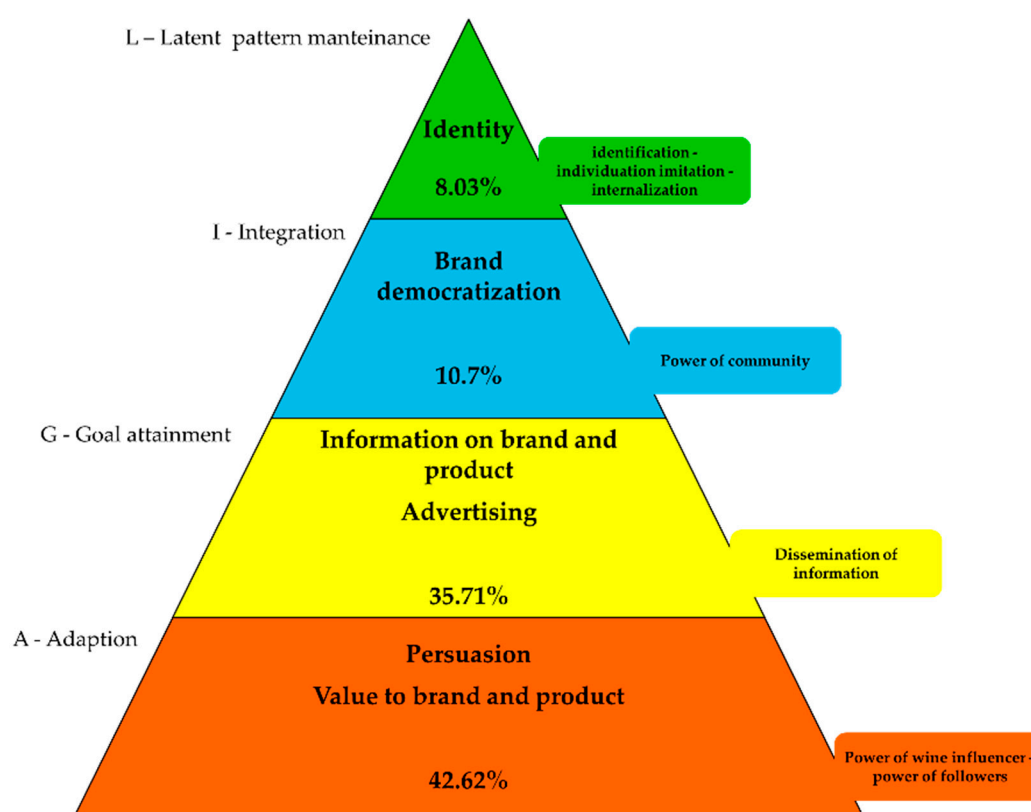 L – Latent pattern manteinance
Identity
8.03%
identification -
individuation imitation -
internalization
I - Integration
Brand
democratization
10.7%
Power of community
G - Goal attainment
Information on brand and
product
Advertising
35.71%
Dissemination of
information
A - Adaption
Persuasion
Value to brand and product
42.62%
Power of wine influencer -
power of followers